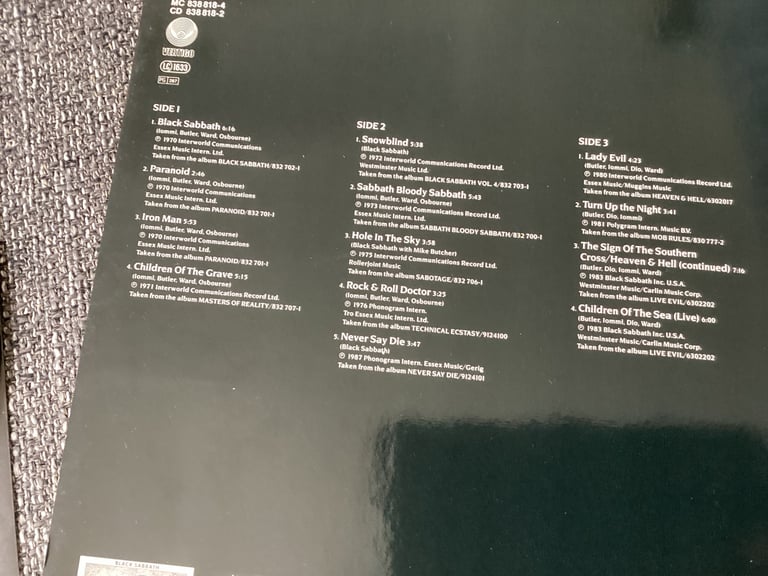 MC 838 818-4
CD 838 818-2
VERTIGO
LC 1633
PG 267
SIDE 1
1. Black Sabbath 6:16
(Iommi, Butler, Ward, Osbourne)
℗ 1970 Interworld Communications
Essex Music Intern. Ltd.
Taken from the album BLACK SABBATH/832 702-1
2. Paranoid 2:46
(Iommi, Butler, Ward, Osbourne)
℗ 1970 Interworld Communications
Essex Music Intern. Ltd.
Taken from the album PARANOID/832 701-1
3. Iron Man 5:53
(Iommi, Butler, Ward, Osbourne)
℗ 1970 Interworld Communications
Essex Music Intern. Ltd.
Taken from the album PARANOID/832 701-1
4. Children Of The Grave 5:15
(Iommi, Butler, Ward, Osbourne)
℗ 1971 Interworld Communications Record Ltd.
Taken from the album MASTERS OF REALITY/832 707-1
SIDE 2
1. Snowblind 5:38
(Black Sabbath)
℗ 1972 Interworld Communications Record Ltd.
Westminster Music Ltd.
Taken from the album BLACK SABBATH VOL. 4/832 703-1
2. Sabbath Bloody Sabbath 5:43
(Iommi, Butler, Ward, Osbourne)
℗ 1973 Interworld Communications Record Ltd.
Essex Music Intern. Ltd.
Taken from the album SABBATH BLOODY SABBATH/832 700-1
3. Hole In The Sky 3:58
(Black Sabbath with Mike Butcher)
℗ 1975 Interworld Communications Record Ltd.
Rollerjoint Music
Taken from the album SABOTAGE/832 706-1
4. Rock & Roll Doctor 3:25
(Iommi, Butler, Ward, Osbourne)
℗ 1976 Phonogram Intern.
Tro Essex Music Intern. Ltd.
Taken from the album TECHNICAL ECSTASY/9124100
5. Never Say Die 3:47
(Black Sabbath)
℗ 1987 Phonogram Intern. Essex Music/Gerig
Taken from the album NEVER SAY DIE/9124101
SIDE 3
1. Lady Evil 4:23
(Butler, Iommi, Dio, Ward)
℗ 1980 Interworld Communications Record Ltd.
Essex Music/Muggins Music
Taken from the album HEAVEN & HELL/6302017
2. Turn Up the Night 3:41
(Butler, Dio, Iommi)
℗ 1981 Polygram Intern. Music B.V.
Taken from the album MOB RULES/830 777-2
3. The Sign Of The Southern
Cross/Heaven & Hell (continued) 7:16
(Butler, Dio, Iommi, Ward)
℗ 1983 Black Sabbath Inc. U.S.A.
Westminster Music/Carlin Music Corp.
Taken from the album LIVE EVIL/6302202
4. Children Of The Sea (Live) 6:00
(Butler, Iommi, Dio, Ward)
℗ 1983 Black Sabbath Inc. U.S.A.
Westminster Music/Carlin Music Corp.
Taken from the album LIVE EVIL/6302202
BLACK SABBATH